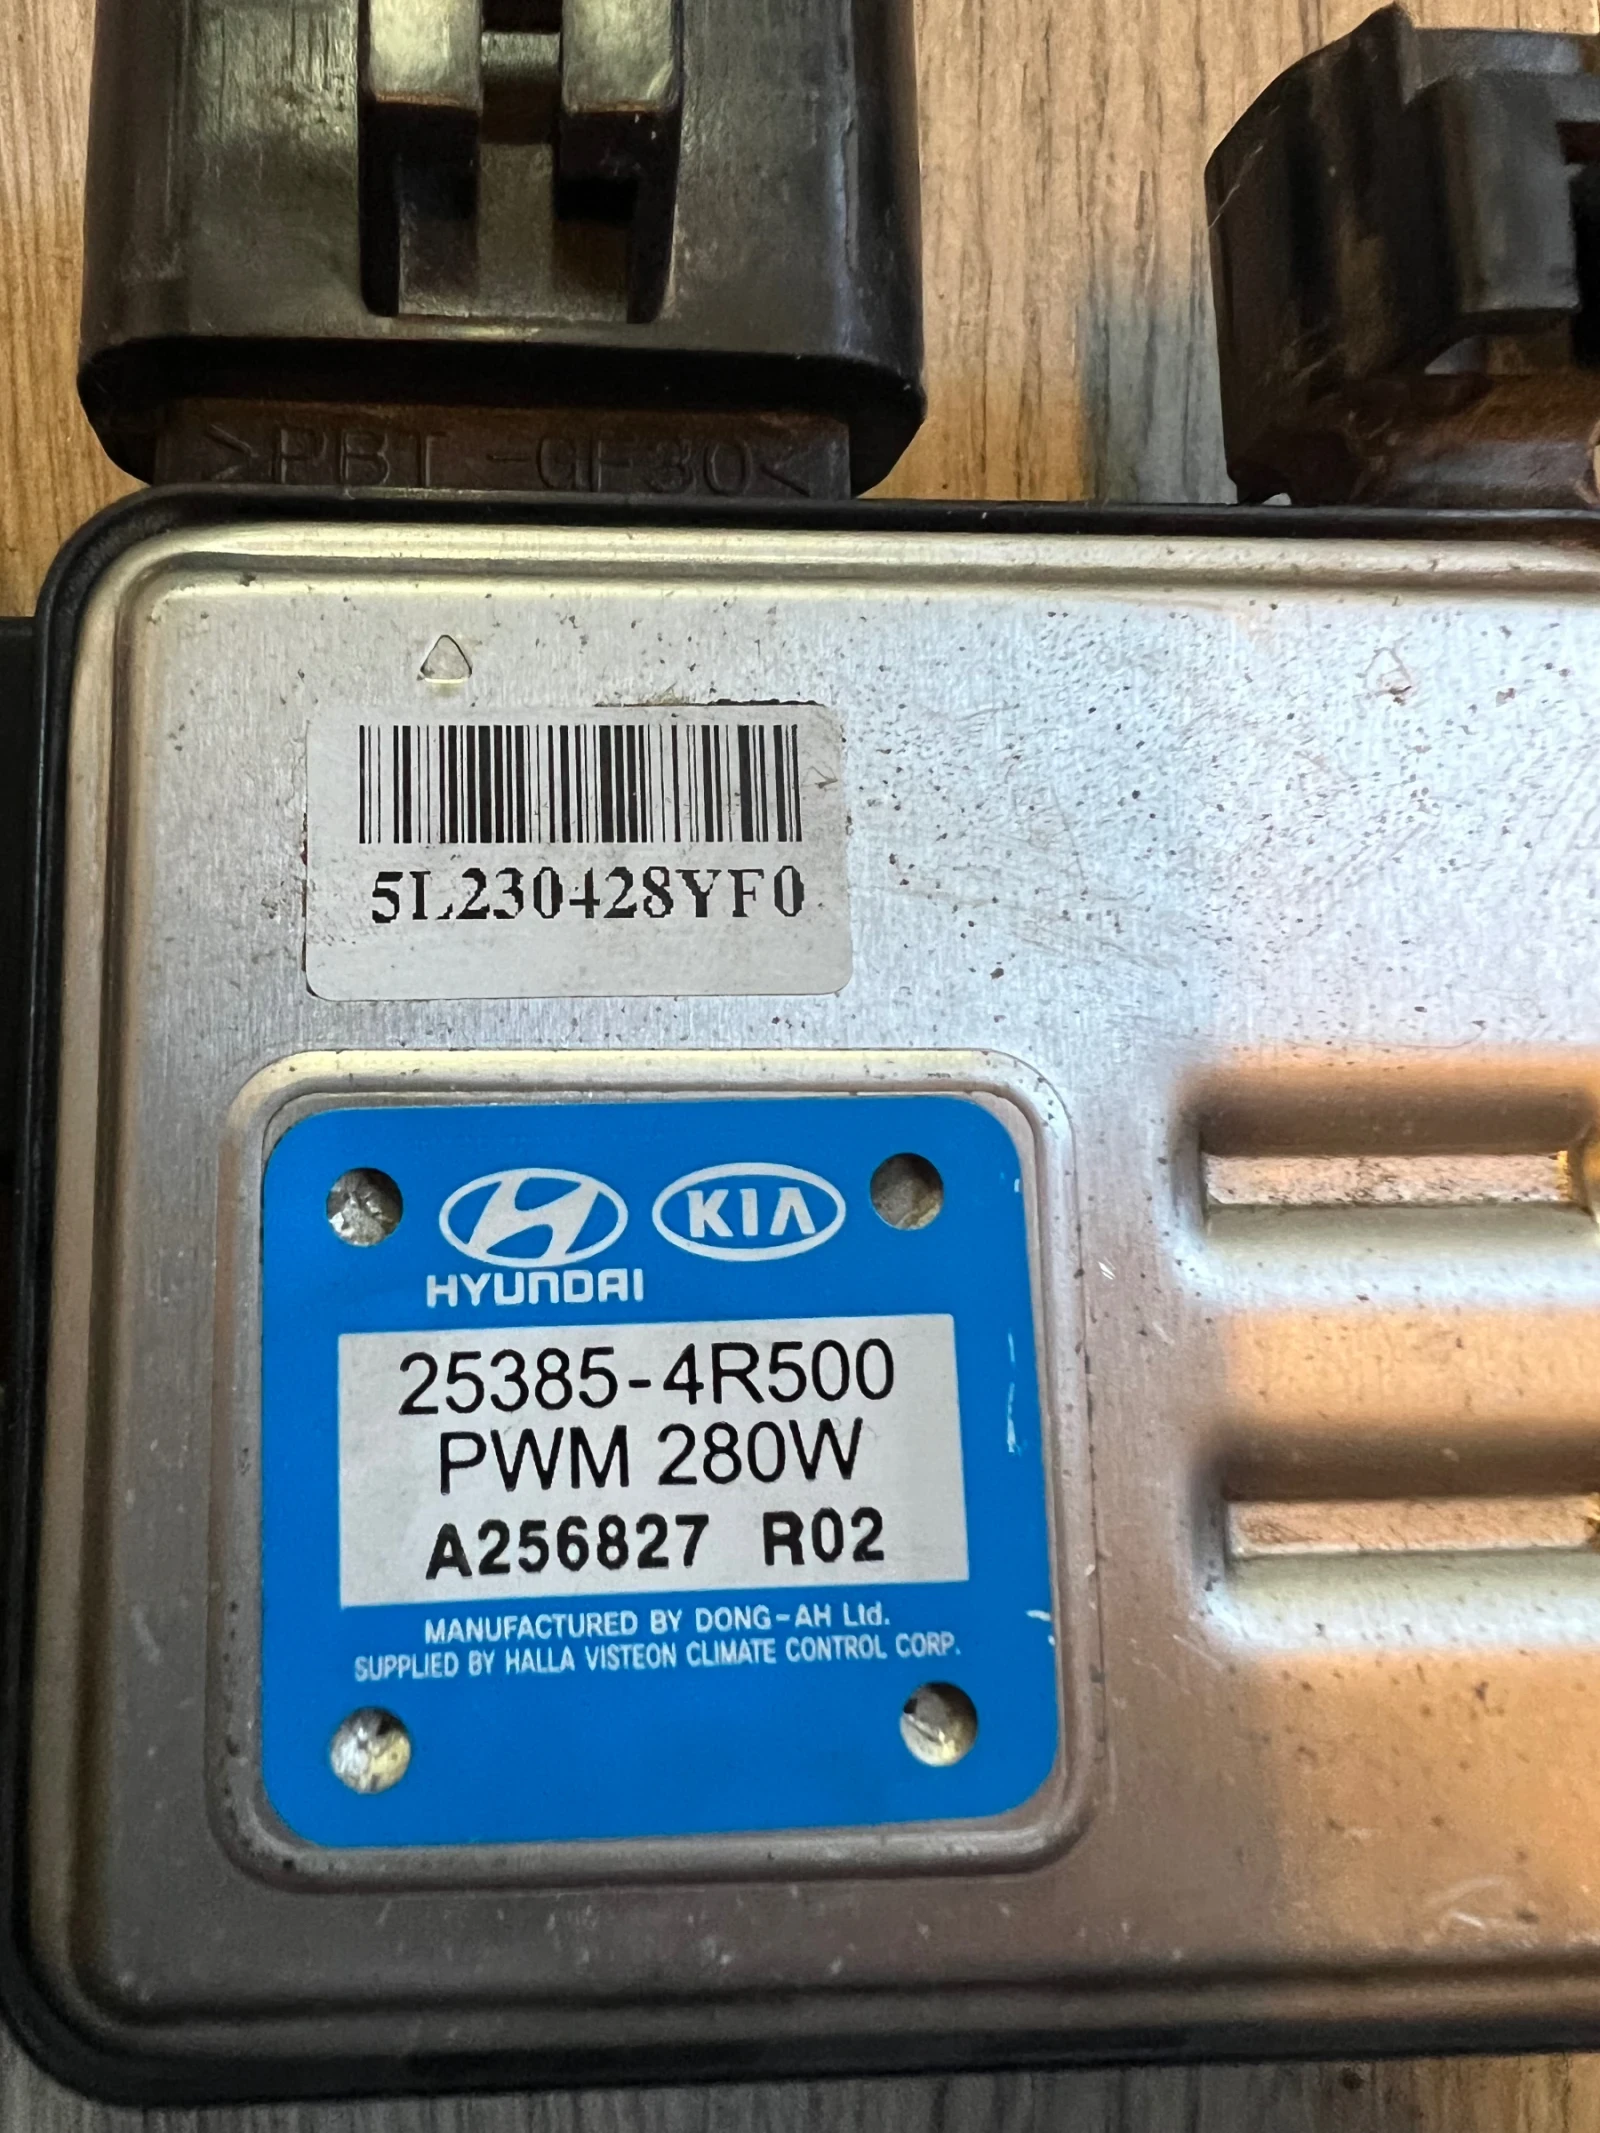 >PBT-GF30<
5L230428YF0
HYUNDAI
KIA
25385-4R500
PWM 280W
A256827 R02
MANUFACTURED BY DONG-AH Ltd.
SUPPLIED BY HALLA VISTEON CLIMATE CONTROL CORP.